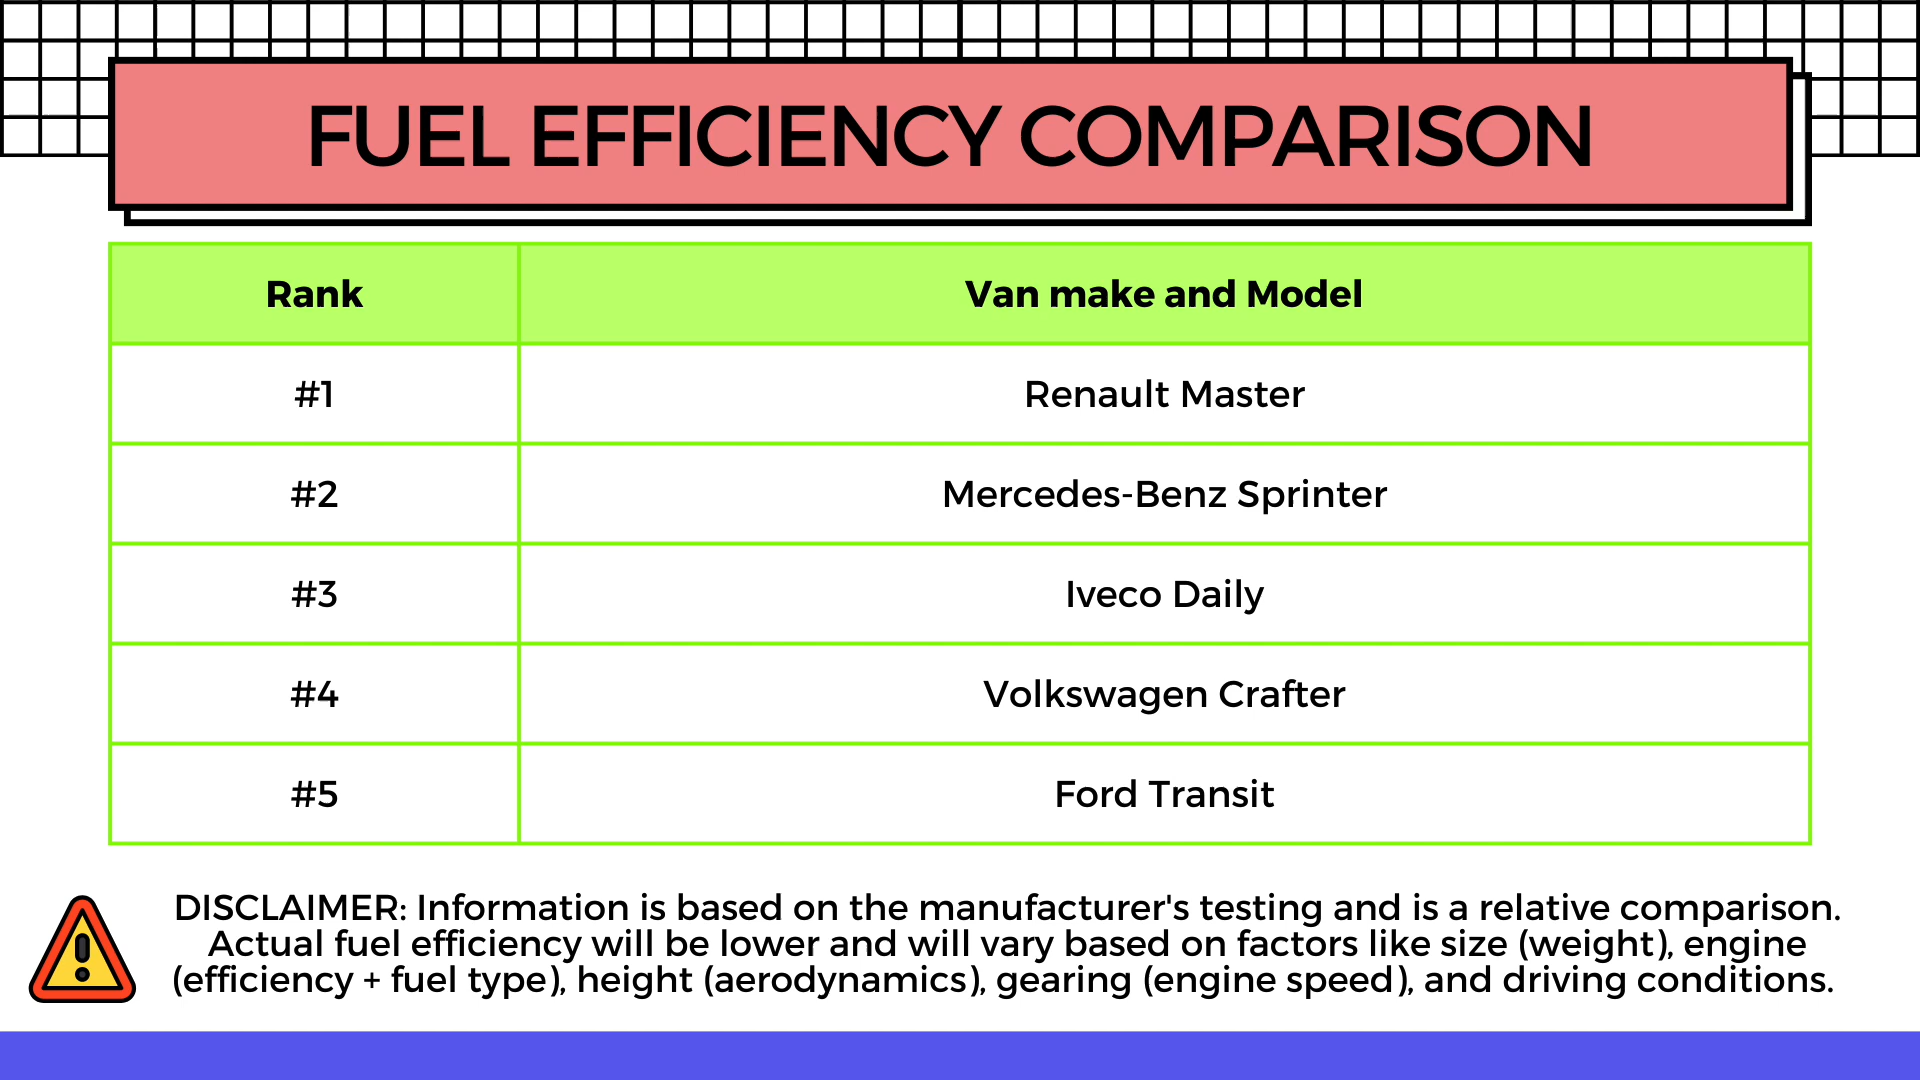 FUEL EFFICIENCY COMPARISON
Rank Van make and Model
#1 Renault Master
#2 Mercedes-Benz Sprinter
#3 Iveco Daily
#4 Volkswagen Crafter
#5 Ford Transit
DISCLAIMER: Information is based on the manufacturer's testing and is a relative comparison.
Actual fuel efficiency will be lower and will vary based on factors like size (weight), engine
(efficiency + fuel type), height (aerodynamics), gearing (engine speed), and driving conditions.